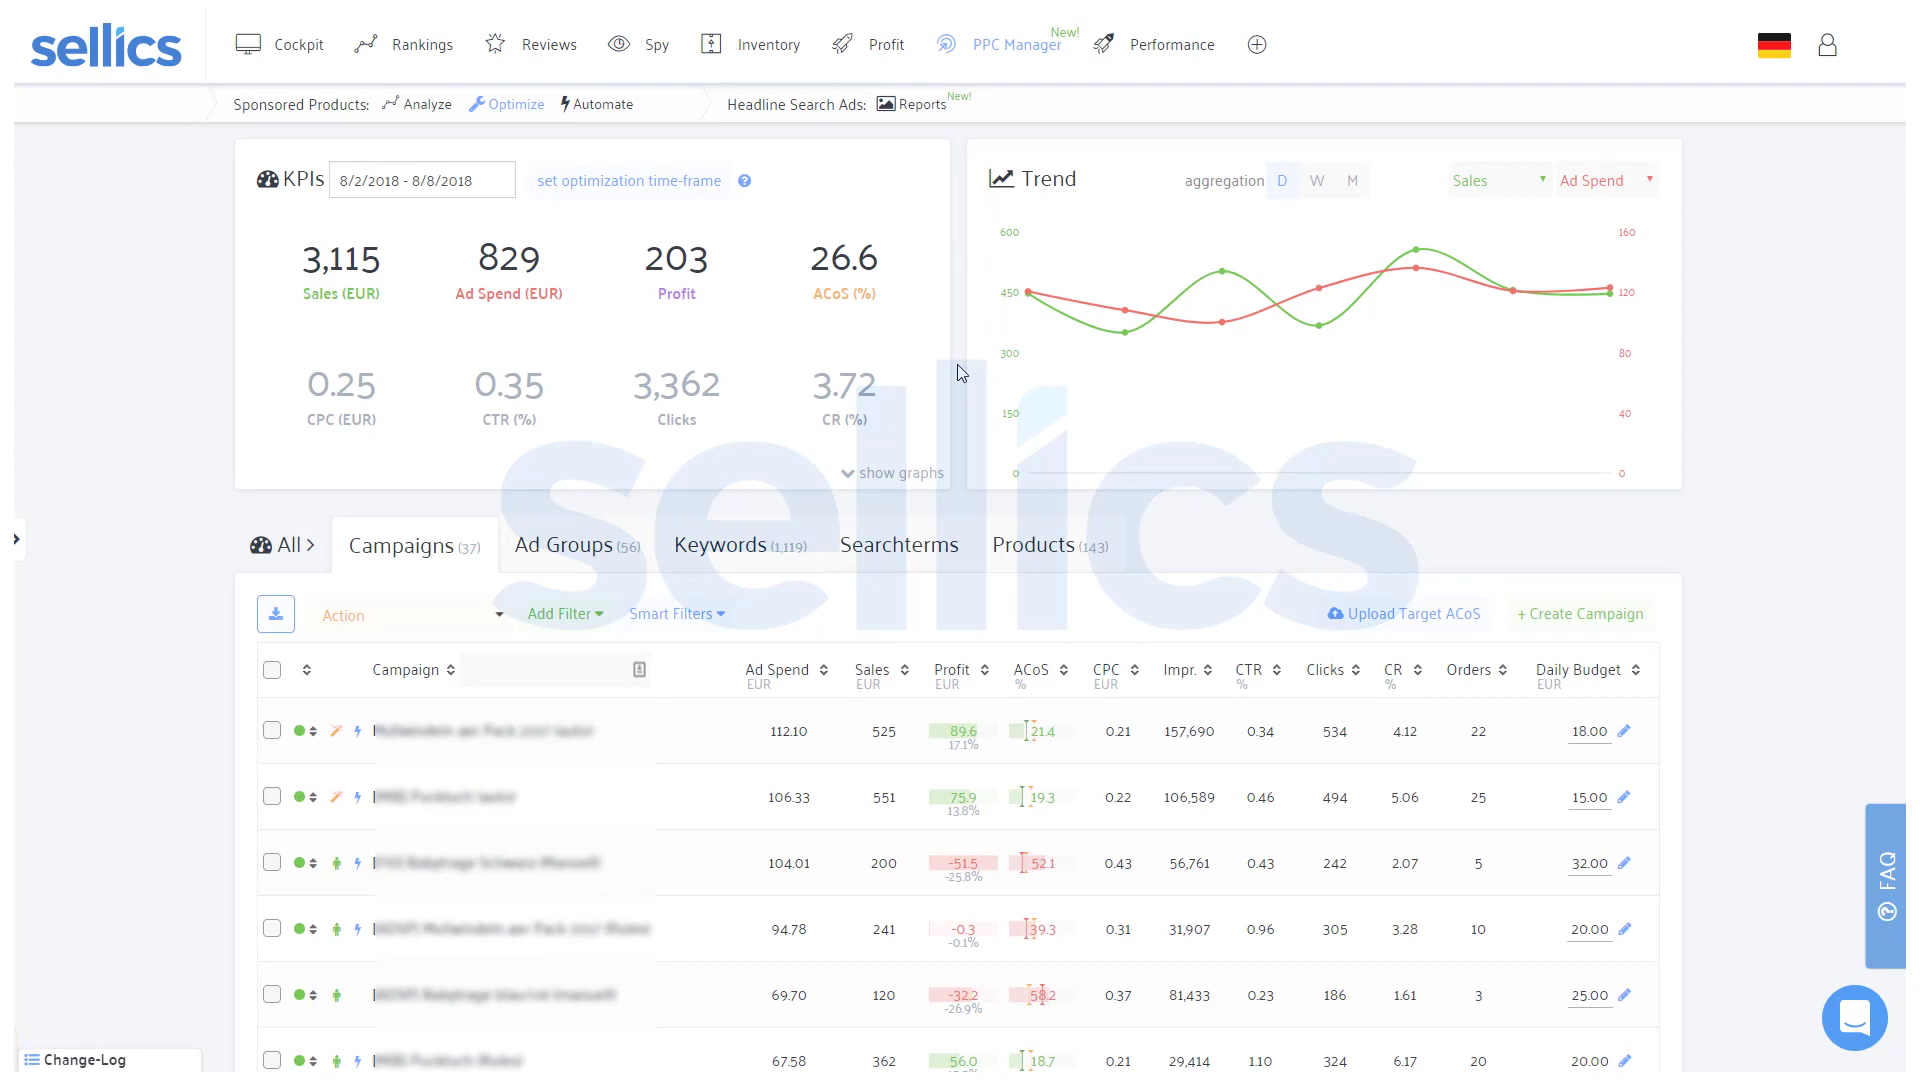 sellics
Cockpit Rankings Reviews Spy Inventory Profit PPC Manager New! Performance
Sponsored Products: Analyze Optimize Automate Headline Search Ads: Reports New!
KPIs 8/2/2018 - 8/8/2018 set optimization time-frame
3,115 829 203 26.6
Sales (EUR) Ad Spend (EUR) Profit ACoS (%)
0.25 0.35 3,362 3.72
CPC (EUR) CTR (%) Clicks CR (%)
show graphs
Trend aggregation D W M Sales Ad Spend
600 160
450 120
300 80
150 40
0 0
sellics
All Campaigns (37) Ad Groups (56) Keywords (1,119) Searchterms Products (143)
Action Add Filter Smart Filters Upload Target ACoS + Create Campaign
Campaign Ad Spend Sales Profit ACoS CPC Impr. CTR Clicks CR Orders Daily Budget
EUR EUR EUR % EUR % % EUR
112.10 525 89.6 21.4 0.21 157,690 0.34 534 4.12 22 18.00
17.1%
106.33 551 75.9 19.3 0.22 106,589 0.46 494 5.06 25 15.00
13.8%
104.01 200 -51.5 52.1 0.43 56,761 0.43 242 2.07 5 32.00
-25.8%
94.78 241 -0.3 39.3 0.31 31,907 0.96 305 3.28 10 20.00
-0.1%
69.70 120 -32.2 58.2 0.37 81,433 0.23 186 1.61 3 25.00
-26.9%
67.58 362 56.0 18.7 0.21 29,414 1.10 324 6.17 20 20.00
FAQ
Change-Log